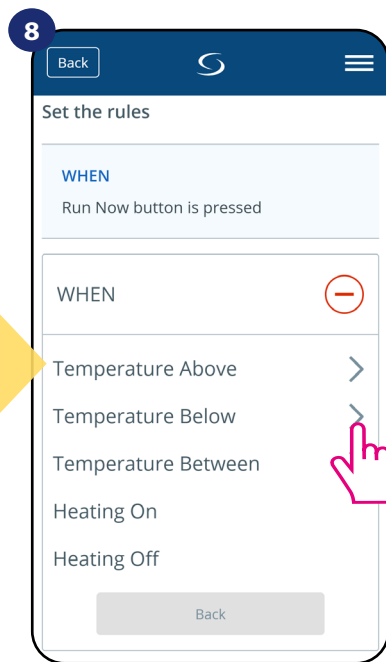 8
Back
Set the rules
WHEN
Run Now button is pressed
WHEN
Temperature Above
Temperature Below
Temperature Between
Heating On
Heating Off
Back